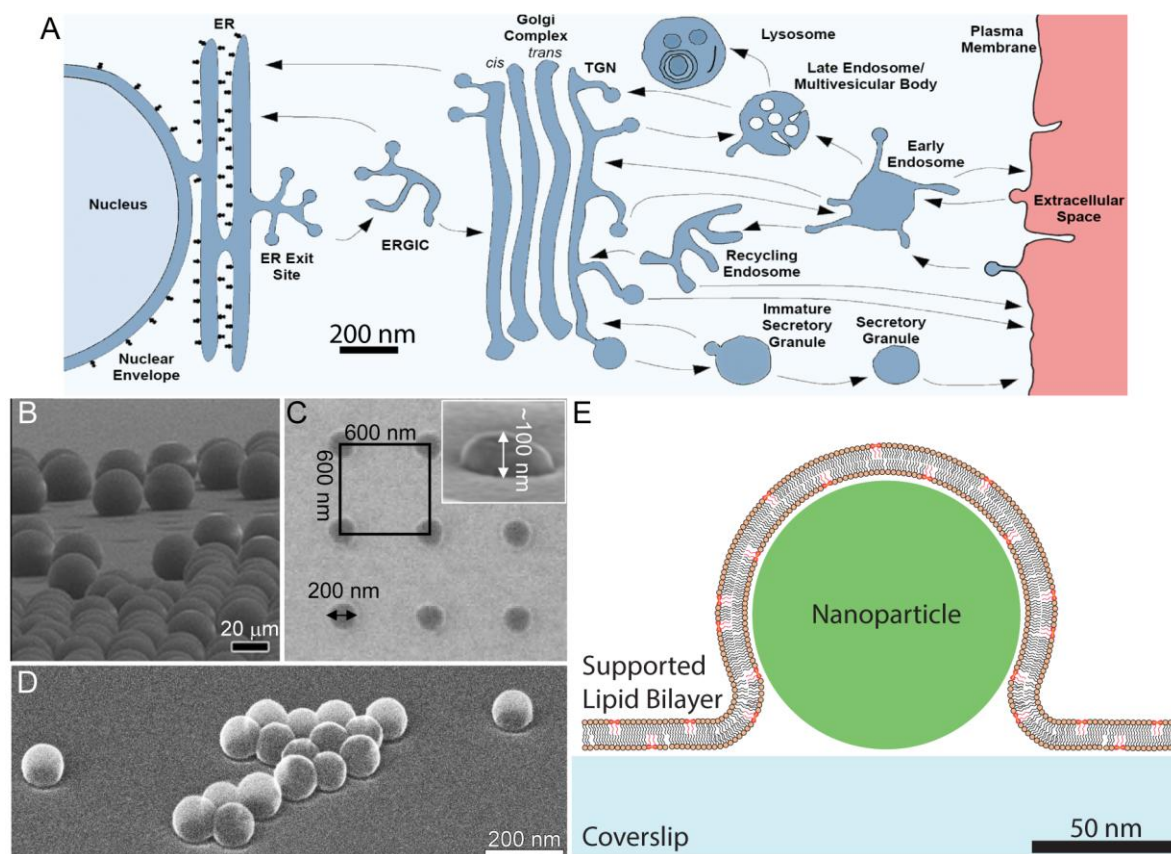 A
ER
Golgi
Complex
cis
trans
TGN
Lysosome
Late Endosome/
Multivesicular Body
Plasma
Membrane
Early
Endosome
Nucleus
Extracellular
Space
ER Exit
Site
ERGIC
Recycling
Endosome
200 nm
Nuclear
Envelope
Immature
Secretory
Granule
Secretory
Granule
B
20 μm
C
600 nm
600 nm
~100 nm
200 nm
D
200 nm
E
Nanoparticle
Supported
Lipid Bilayer
Coverslip
50 nm